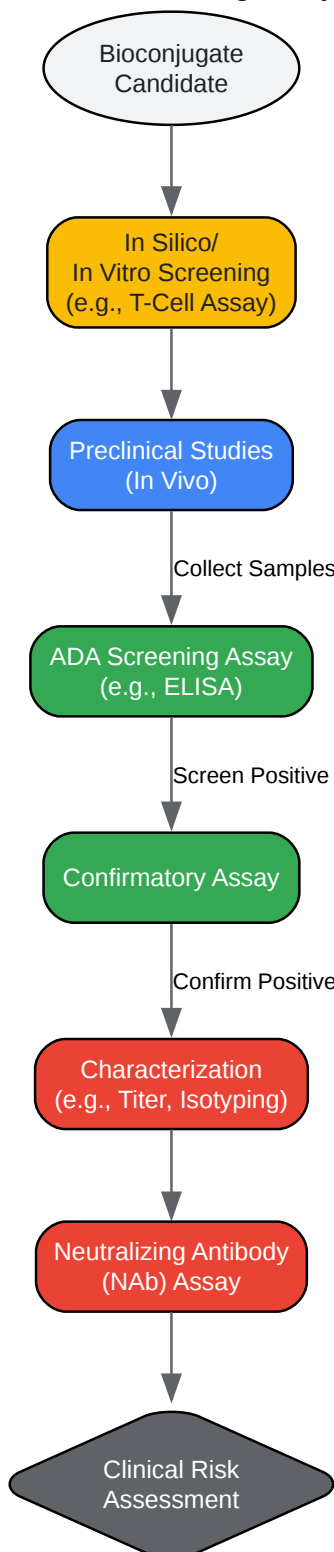 Bioconjugate
Candidate
In Silico/
In Vitro Screening
(e.g., T-Cell Assay)
Preclinical Studies
(In Vivo)
Collect Samples
ADA Screening Assay
(e.g., ELISA)
Screen Positive
Confirmatory Assay
Confirm Positive
Characterization
(e.g., Titer, Isotyping)
Neutralizing Antibody
(NAb) Assay
Clinical Risk
Assessment